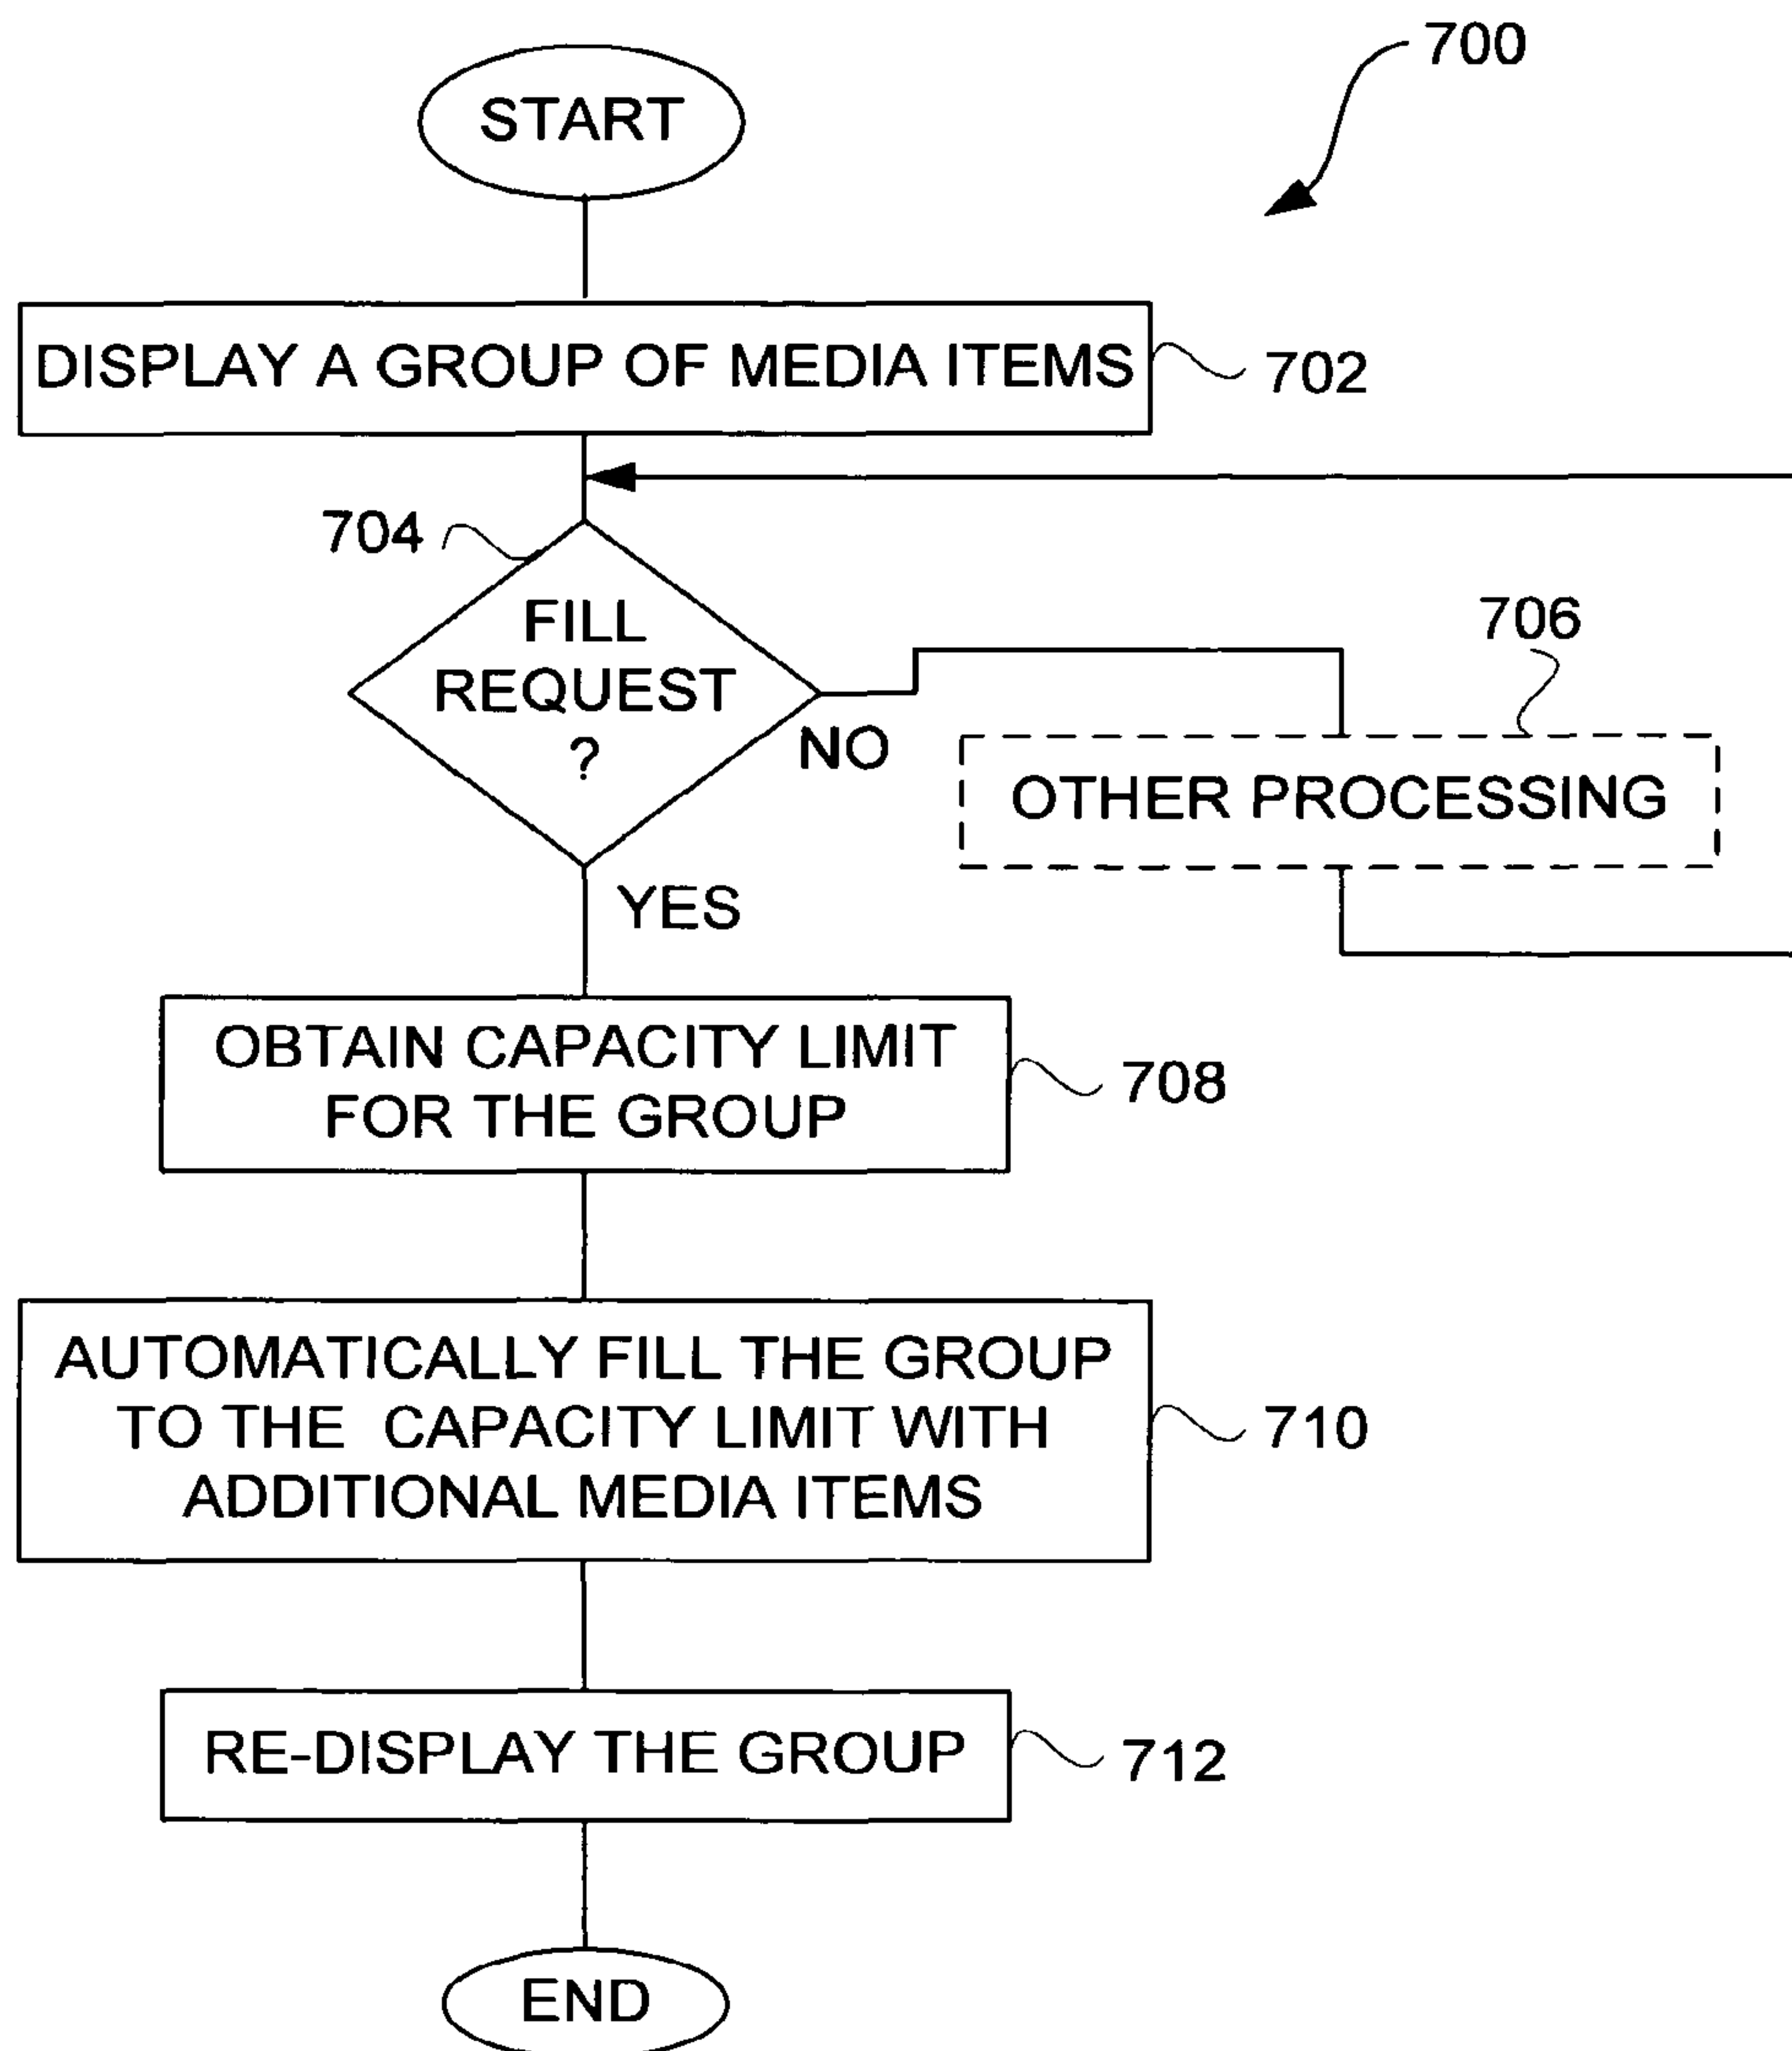 700
START
DISPLAY A GROUP OF MEDIA ITEMS
702
704
FILL
REQUEST
?
NO
706
OTHER PROCESSING
YES
OBTAIN CAPACITY LIMIT
FOR THE GROUP
708
AUTOMATICALLY FILL THE GROUP
TO THE CAPACITY LIMIT WITH
ADDITIONAL MEDIA ITEMS
710
RE-DISPLAY THE GROUP
712
END